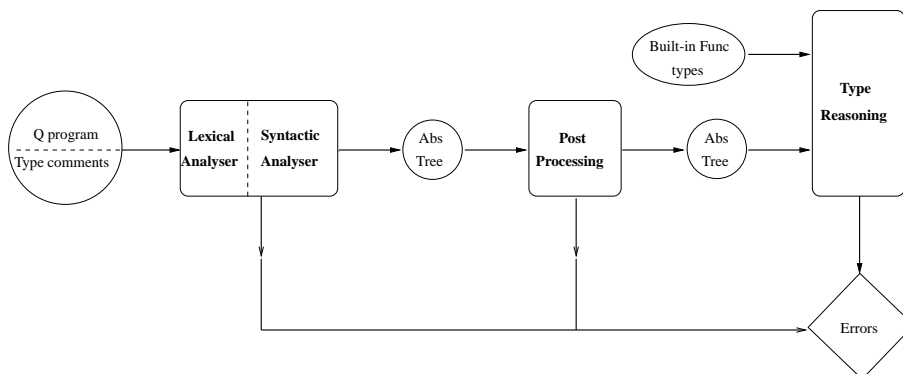 Q program
Type comments
Lexical
Analyser
Syntactic
Analyser
Abs
Tree
Post
Processing
Abs
Tree
Built-in Func
types
Type
Reasoning
Errors